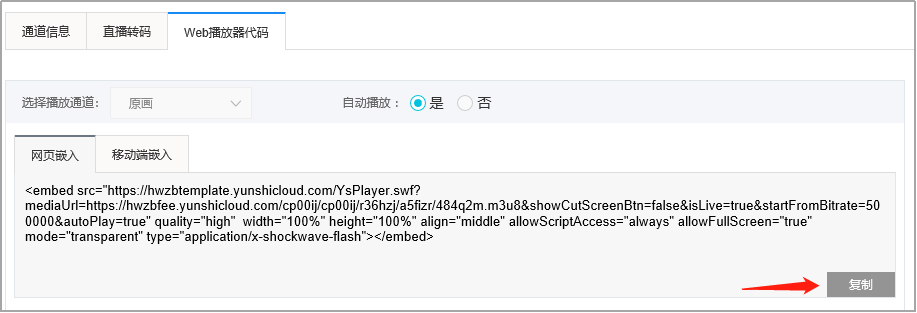 通道信息 直播转码 Web播放器代码
选择播放通道: 原画 自动播放: 是 否
网页嵌入 移动端嵌入
<embed src="https://hwzbtemplate.yunshicloud.com/YsPlayer.swf?
mediaUrl=https://hwzbfee.yunshicloud.com/cp00ij/cp00ij/r36hzj/a5fizr/484q2m.m3u8&showCutScreenBtn=false&isLive=true&startFromBitrate=50
0000&autoPlay=true" quality="high" width="100%" height="100%" align="middle" allowScriptAccess="always" allowFullScreen="true"
mode="transparent" type="application/x-shockwave-flash"></embed>
复制